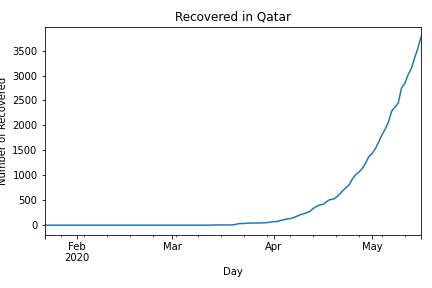 Recovered in Qatar
Number of Recovered
3500
3000
2500
2000
1500
1000
500
0
Feb
2020
Mar
Apr
May
Day